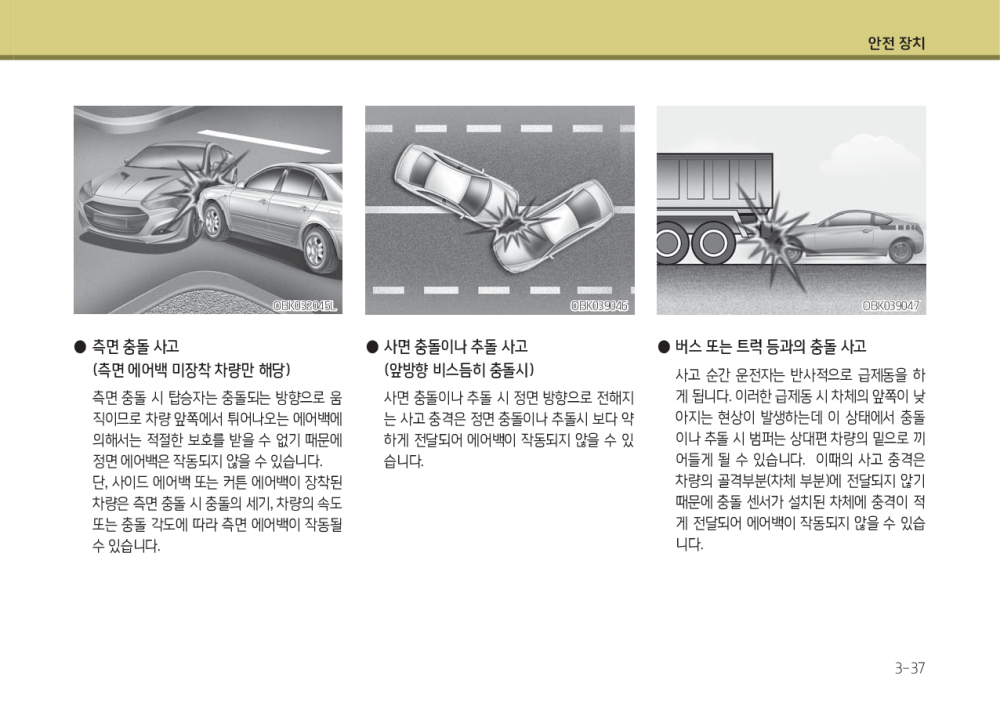 안전 장치
OBK032045L
OBK039046
OBK039047
● 측면 충돌 사고
(측면 에어백 미장착 차량만 해당)
측면 충돌 시 탑승자는 충돌되는 방향으로 움
직이므로 차량 앞쪽에서 튀어나오는 에어백에
의해서는 적절한 보호를 받을 수 없기 때문에
정면 에어백은 작동되지 않을 수 있습니다.
단, 사이드 에어백 또는 커튼 에어백이 장착된
차량은 측면 충돌 시 충돌의 세기, 차량의 속도
또는 충돌 각도에 따라 측면 에어백이 작동될
수 있습니다.
● 사면 충돌이나 추돌 사고
(앞방향 비스듬히 충돌시)
사면 충돌이나 추돌 시 정면 방향으로 전해지
는 사고 충격은 정면 충돌이나 추돌시 보다 약
하게 전달되어 에어백이 작동되지 않을 수 있
습니다.
● 버스 또는 트럭 등과의 충돌 사고
사고 순간 운전자는 반사적으로 급제동을 하
게 됩니다. 이러한 급제동 시 차체의 앞쪽이 낮
아지는 현상이 발생하는데 이 상태에서 충돌
이나 추돌 시 범퍼는 상대편 차량의 밑으로 끼
어들게 될 수 있습니다. 이때의 사고 충격은
차량의 골격부분(차체 부분)에 전달되지 않기
때문에 충돌 센서가 설치된 차체에 충격이 적
게 전달되어 에어백이 작동되지 않을 수 있습
니다.
3-37